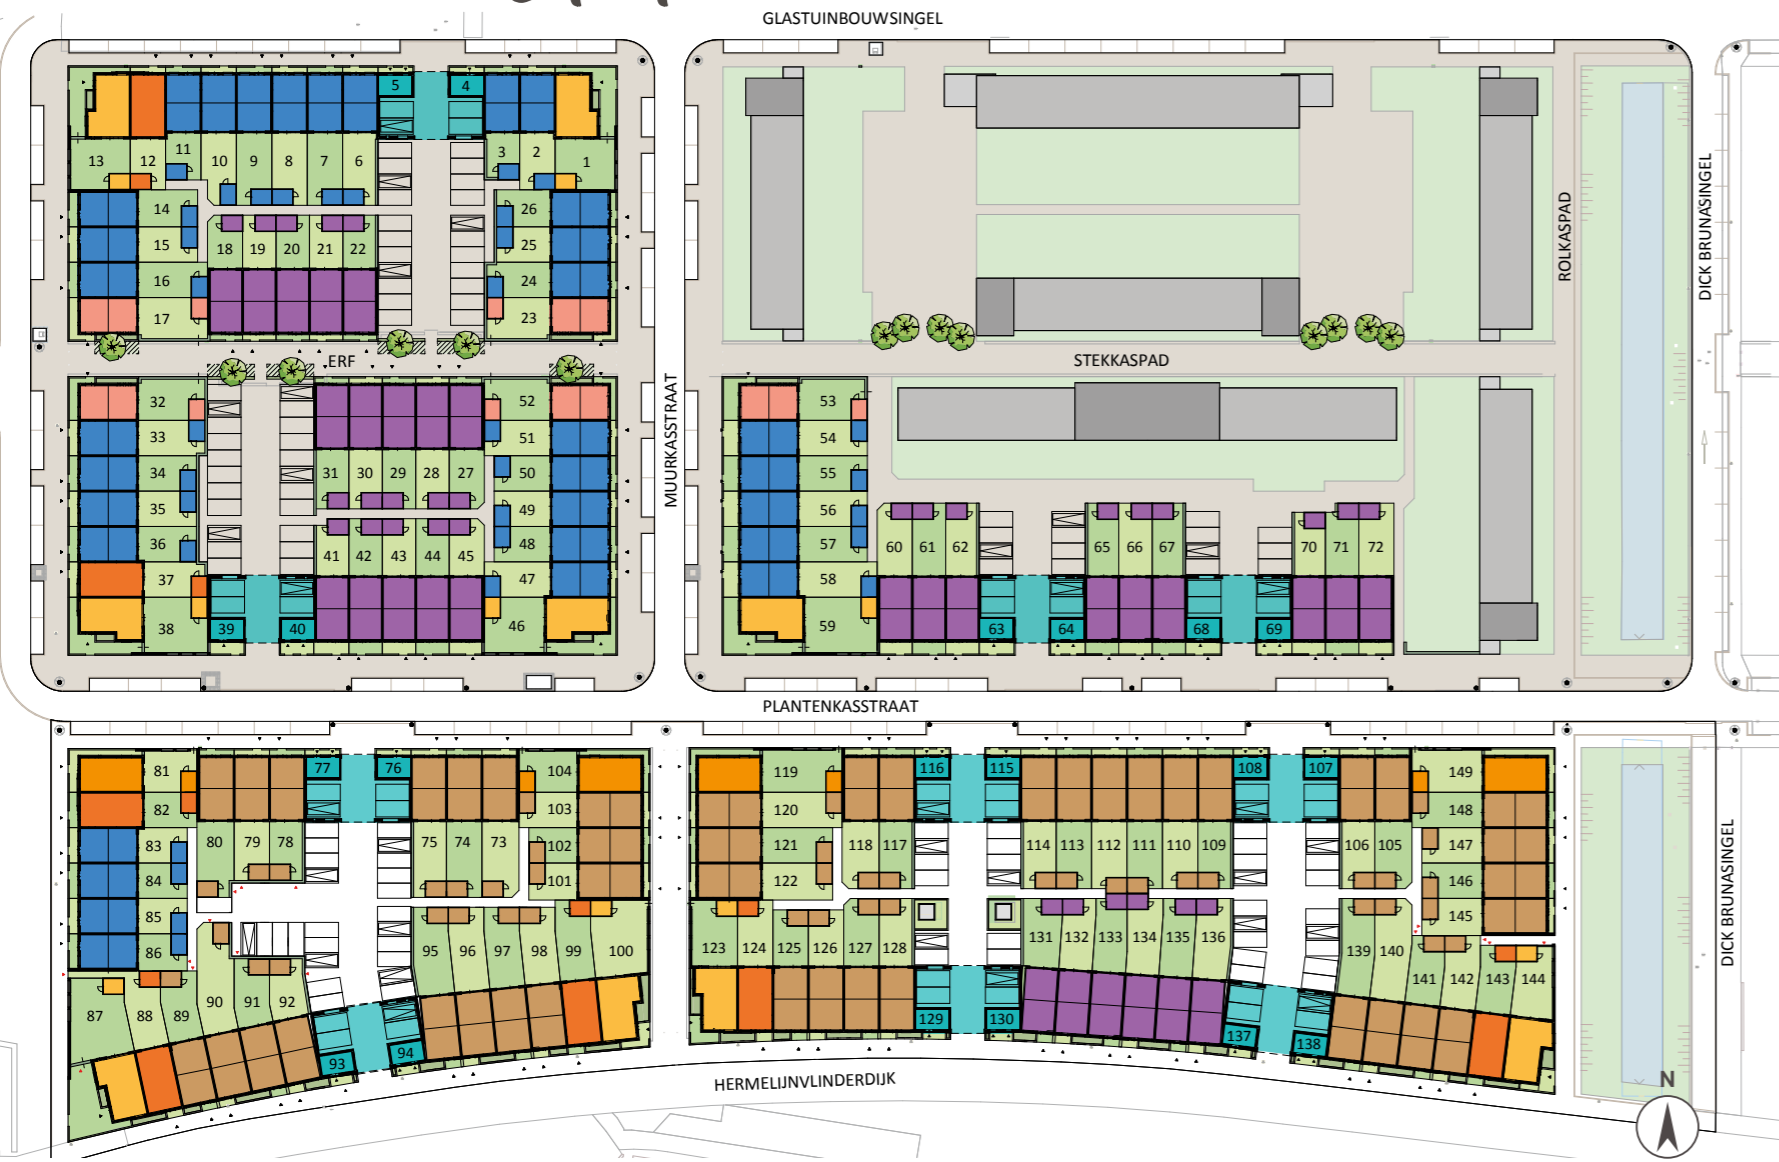 GLASTUINBOUWSINGEL
5 4
13 12 11 10 9 8 7 6 3 2 1
14 26
15 18 19 20 21 22 25
16 24
17 23
ERF
STEKKASPAD
MUURKASSTRAAT
ROLKASPAD
DICK BRUNASINGEL
32 52 53
33 51 54
34 31 30 29 28 27 50 55
35 49 56
36 41 42 43 44 45 48 57 60 61 62 65 66 67 70 71 72
37 47 58
38 39 40 46 59 63 64 68 69
PLANTENKASSTRAAT
81 77 76 104 119 116 115 108 107 149
82 103 120 148
83 80 79 78 75 74 73 102 121 118 117 114 113 112 111 110 109 106 105 147
84 101 122 146
85 145
86 95 96 97 98 99 100 123 124 125 126 127 128 131 132 133 134 135 136 139 140
87 88 89 90 91 92 141 142 143 144
93 94 129 130 137 138
HERMELIJNVLINDERDIJK
DICK BRUNASINGEL
N